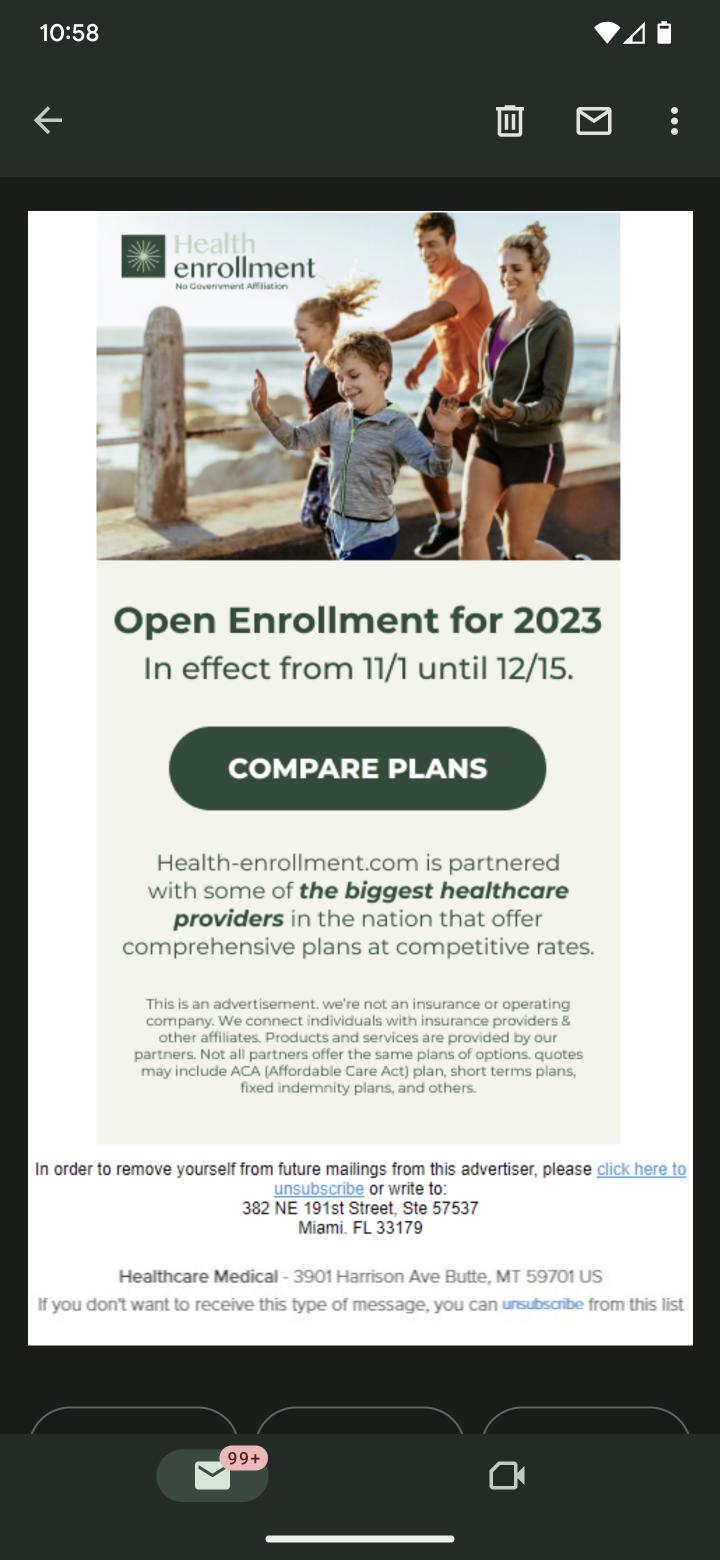 10:58
Health
enrollment
No Government Affiliation
Open Enrollment for 2023
In effect from 11/1 until 12/15.
COMPARE PLANS
Health-enrollment.com is partnered
with some of the biggest healthcare
providers in the nation that offer
comprehensive plans at competitive rates.
This is an advertisement. we're not an insurance or operating
company. We connect individuals with insurance providers &
other affiliates. Products and services are provided by our
partners. Not all partners offer the same plans of options. quotes
may include ACA (Affordable Care Act) plan, short terms plans,
fixed indemnity plans, and others.
In order to remove yourself from future mailings from this advertiser, please click here to
unsubscribe or write to:
382 NE 191st Street, Ste 57537
Miami. FL 33179
Healthcare Medical - 3901 Harrison Ave Butte, MT 59701 US
If you don't want to receive this type of message, you can unsubscribe from this list
99+